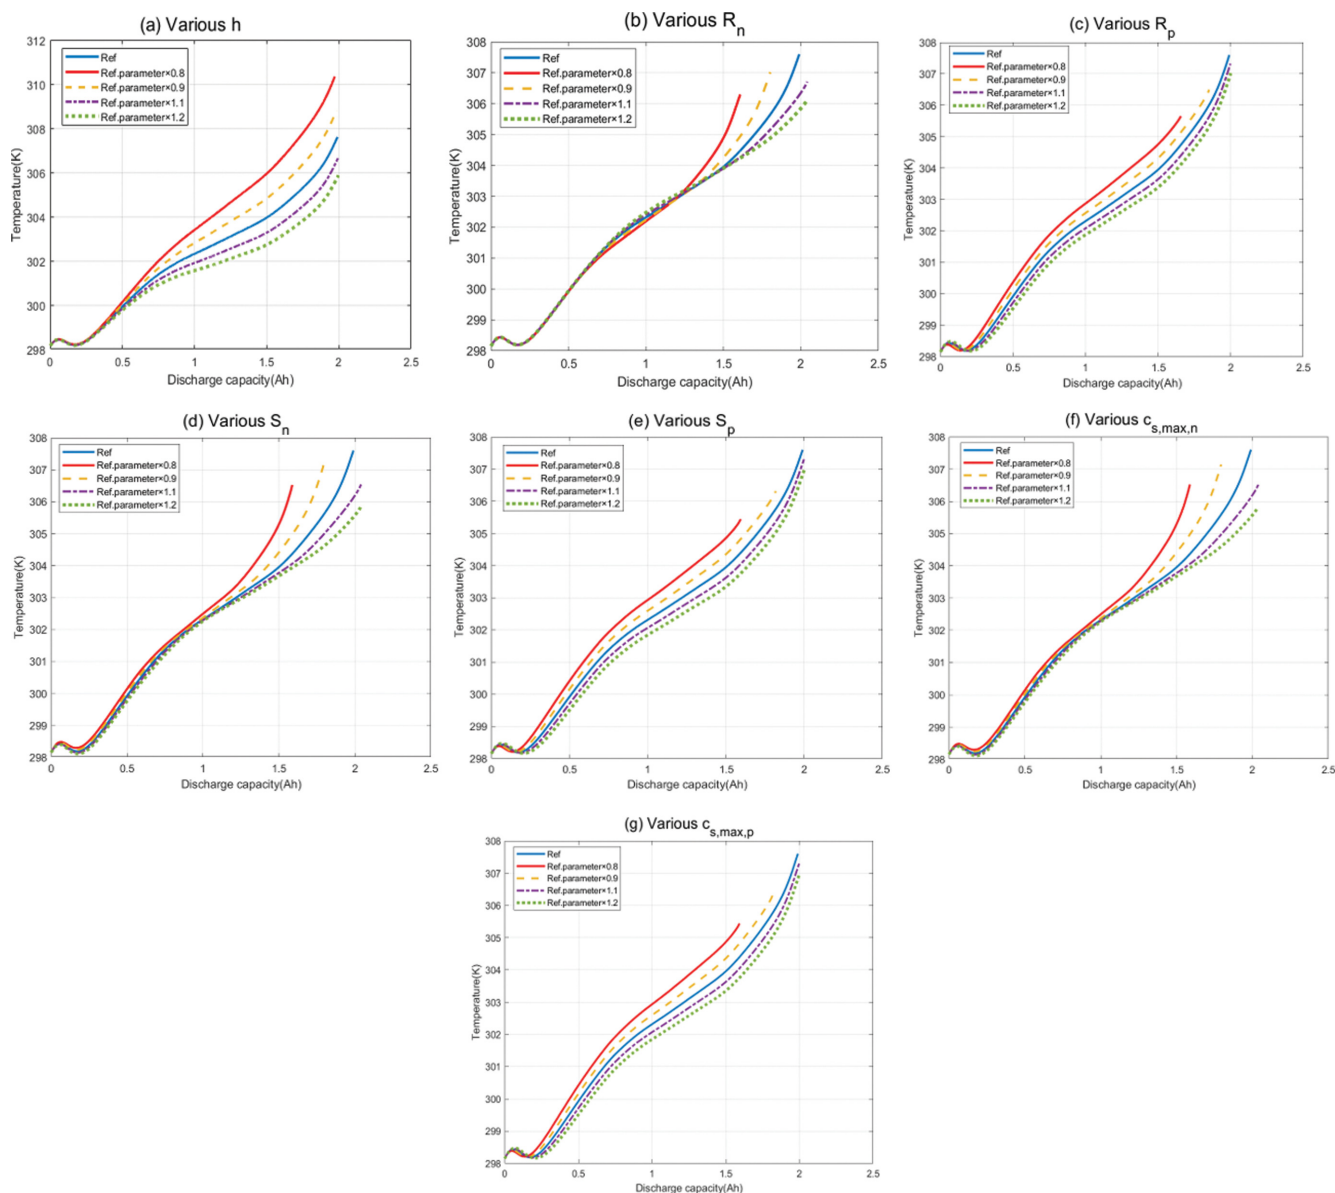 (a) Various h
312
310
308
306
304
302
300
298
Temperature(K)
Ref
Ref.parameter×0.8
Ref.parameter×0.9
Ref.parameter×1.1
Ref.parameter×1.2
0 0.5 1 1.5 2 2.5
Discharge capacity(Ah)
(b) Various Rn
308
307
306
305
304
303
302
301
300
299
298
Temperature(K)
Ref
Ref.parameter×0.8
Ref.parameter×0.9
Ref.parameter×1.1
Ref.parameter×1.2
0 0.5 1 1.5 2 2.5
Discharge capacity(Ah)
(c) Various Rp
308
307
306
305
304
303
302
301
300
299
298
Temperature(K)
Ref
Ref.parameter×0.8
Ref.parameter×0.9
Ref.parameter×1.1
Ref.parameter×1.2
0 0.5 1 1.5 2 2.5
Discharge capacity(Ah)
(d) Various Sn
308
307
306
305
304
303
302
301
300
299
298
Temperature(K)
Ref
Ref.parameter×0.8
Ref.parameter×0.9
Ref.parameter×1.1
Ref.parameter×1.2
0 0.5 1 1.5 2 2.5
Discharge capacity(Ah)
(e) Various Sp
308
307
306
305
304
303
302
301
300
299
298
Temperature(K)
Ref
Ref.parameter×0.8
Ref.parameter×0.9
Ref.parameter×1.1
Ref.parameter×1.2
0 0.5 1 1.5 2 2.5
Discharge capacity(Ah)
(f) Various cs,max,n
308
307
306
305
304
303
302
301
300
299
298
Temperature(K)
Ref
Ref.parameter×0.8
Ref.parameter×0.9
Ref.parameter×1.1
Ref.parameter×1.2
0 0.5 1 1.5 2 2.5
Discharge capacity(Ah)
(g) Various cs,max,p
308
307
306
305
304
303
302
301
300
299
298
Temperature(K)
Ref
Ref.parameter×0.8
Ref.parameter×0.9
Ref.parameter×1.1
Ref.parameter×1.2
0 0.5 1 1.5 2 2.5
Discharge capacity(Ah)